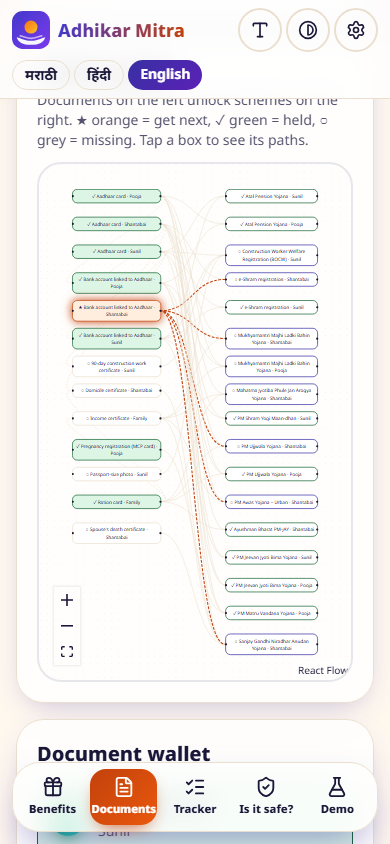 Adhikar Mitra
मराठी
हिंदी
English
Documents on the left unlock schemes on the
right. ★ orange = get next, ✓ green = held, ○
grey = missing. Tap a box to see its paths.
✓ Aadhaar card · Pooja
✓ Aadhaar card · Shantabai
✓ Aadhaar card · Sunil
✓ Bank account linked to Aadhaar ·
Pooja
★ Bank account linked to Aadhaar ·
Shantabai
✓ Bank account linked to Aadhaar ·
Sunil
○ 90-day construction work
certificate · Sunil
○ Domicile certificate · Shantabai
○ Income certificate · Family
✓ Pregnancy registration (MCP card) ·
Pooja
○ Passport-size photo · Sunil
✓ Ration card · Family
○ Spouse's death certificate ·
Shantabai
✓ Atal Pension Yojana · Sunil
✓ Atal Pension Yojana · Pooja
○ Construction Worker Welfare
Registration (BOCW) · Sunil
○ e-Shram registration · Shantabai
✓ e-Shram registration · Sunil
○ Mukhyamantri Majhi Ladki Bahin
Yojana · Shantabai
○ Mukhyamantri Majhi Ladki Bahin
Yojana · Pooja
○ Mahatma Jyotiba Phule Jan Arogya
Yojana · Shantabai
✓ PM Shram Yogi Maan-dhan · Sunil
○ PM Ujjwala Yojana · Shantabai
✓ PM Ujjwala Yojana · Pooja
○ PM Awas Yojana – Urban · Shantabai
✓ Ayushman Bharat PM-JAY · Shantabai
✓ PM Jeevan Jyoti Bima Yojana · Sunil
✓ PM Jeevan Jyoti Bima Yojana · Pooja
✓ PM Matru Vandana Yojana · Pooja
○ Sanjay Gandhi Niradhar Anudan
Yojana · Shantabai
React Flow
Document wallet
Sunil
Benefits
Documents
Tracker
Is it safe?
Demo